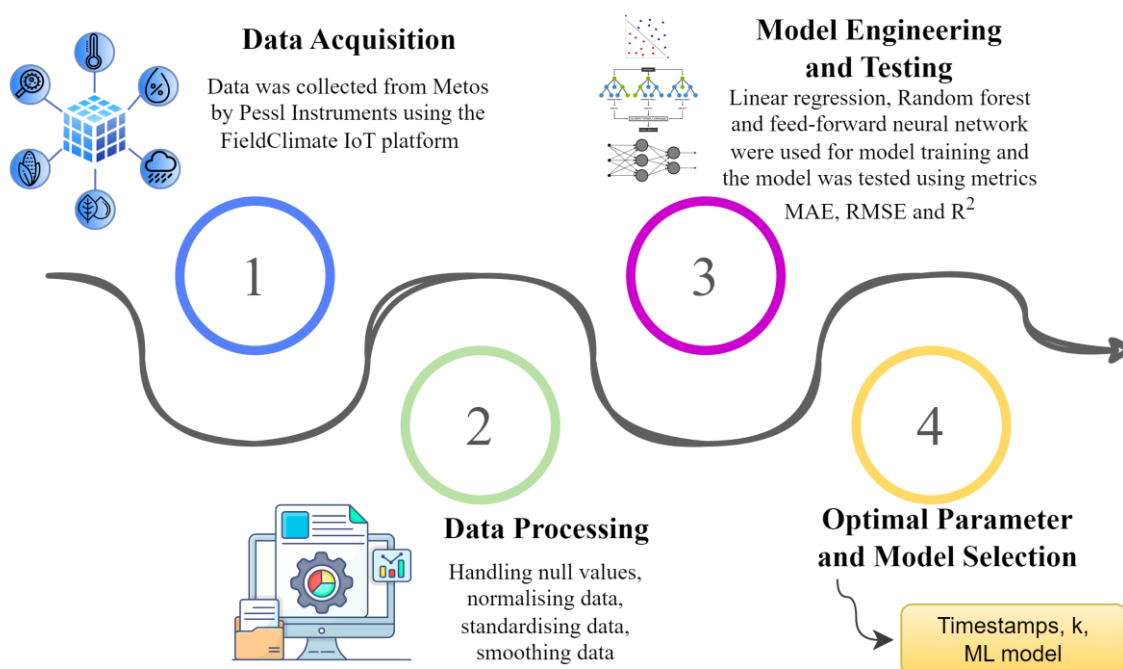 Data Acquisition
Data was collected from Metos
by Pessl Instruments using the
FieldClimate IoT platform
%
1
Model Engineering
and Testing
Linear regression, Random forest
and feed-forward neural network
were used for model training and
the model was tested using metrics
MAE, RMSE and R²
3
2
Data Processing
Handling null values,
normalising data,
standardising data,
smoothing data
4
Optimal Parameter
and Model Selection
Timestamps, k,
ML model